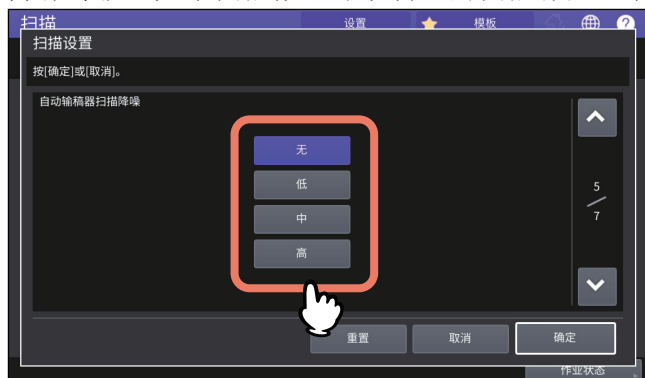 扫描
设置
模板
扫描设置
按[确定]或[取消]。
自动输稿器扫描降噪
无
低
中
高
5
7
重置
取消
确定
作业状态